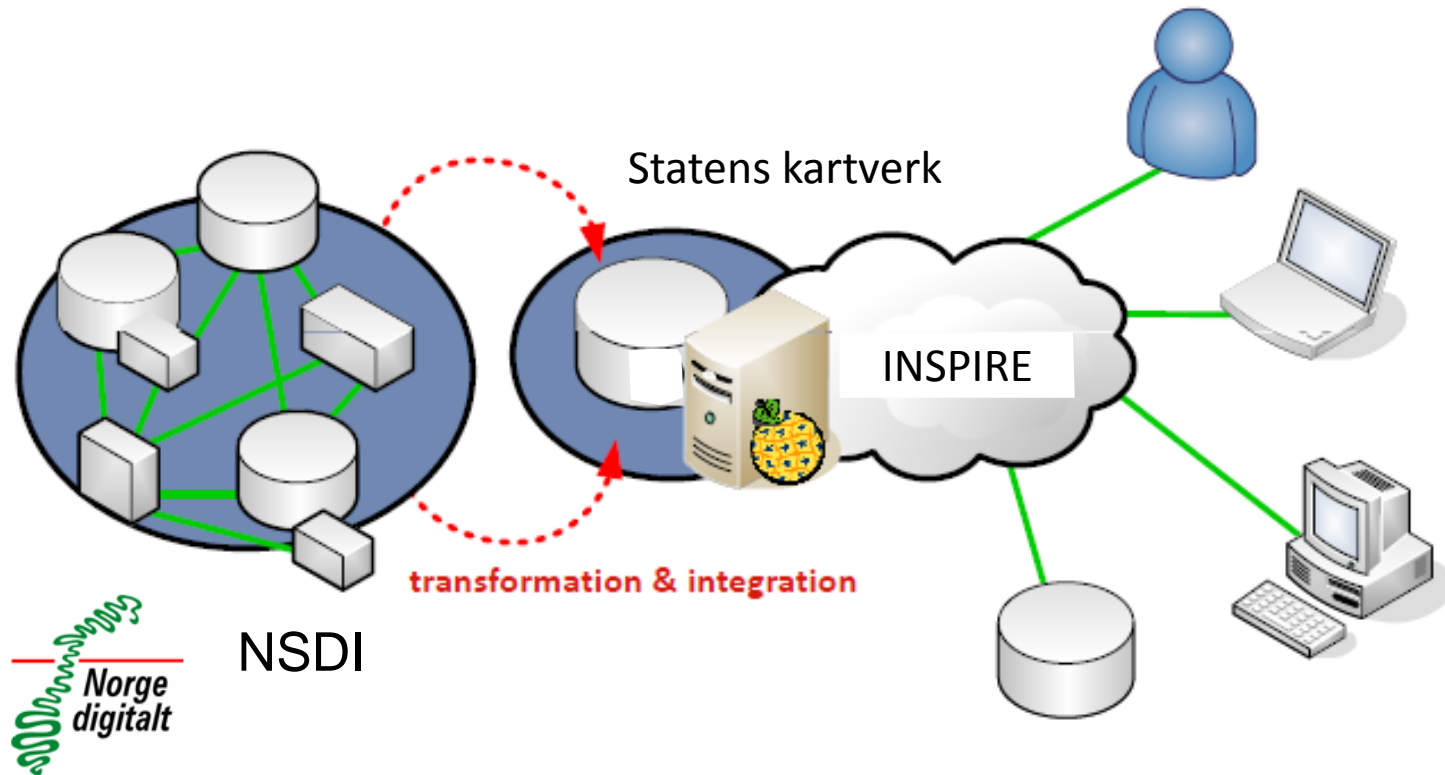 Statens kartverk
INSPIRE
transformation & integration
NSDI
Norge
digitalt